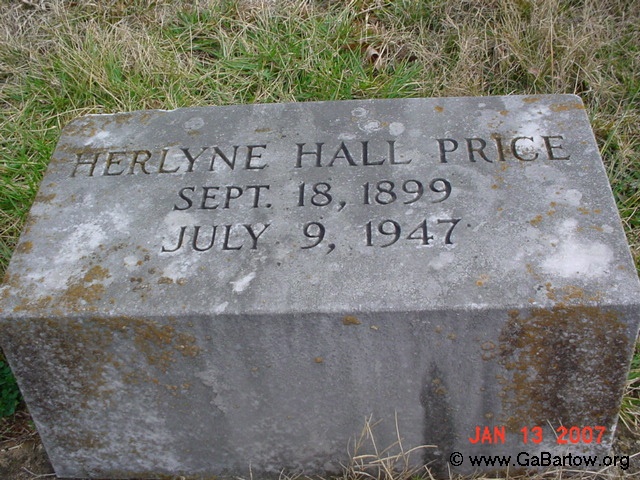 HERLYNE HALL PRICE
SEPT. 18, 1899
JULY 9, 1947
JAN 13 2007
© www.GaBartow.org